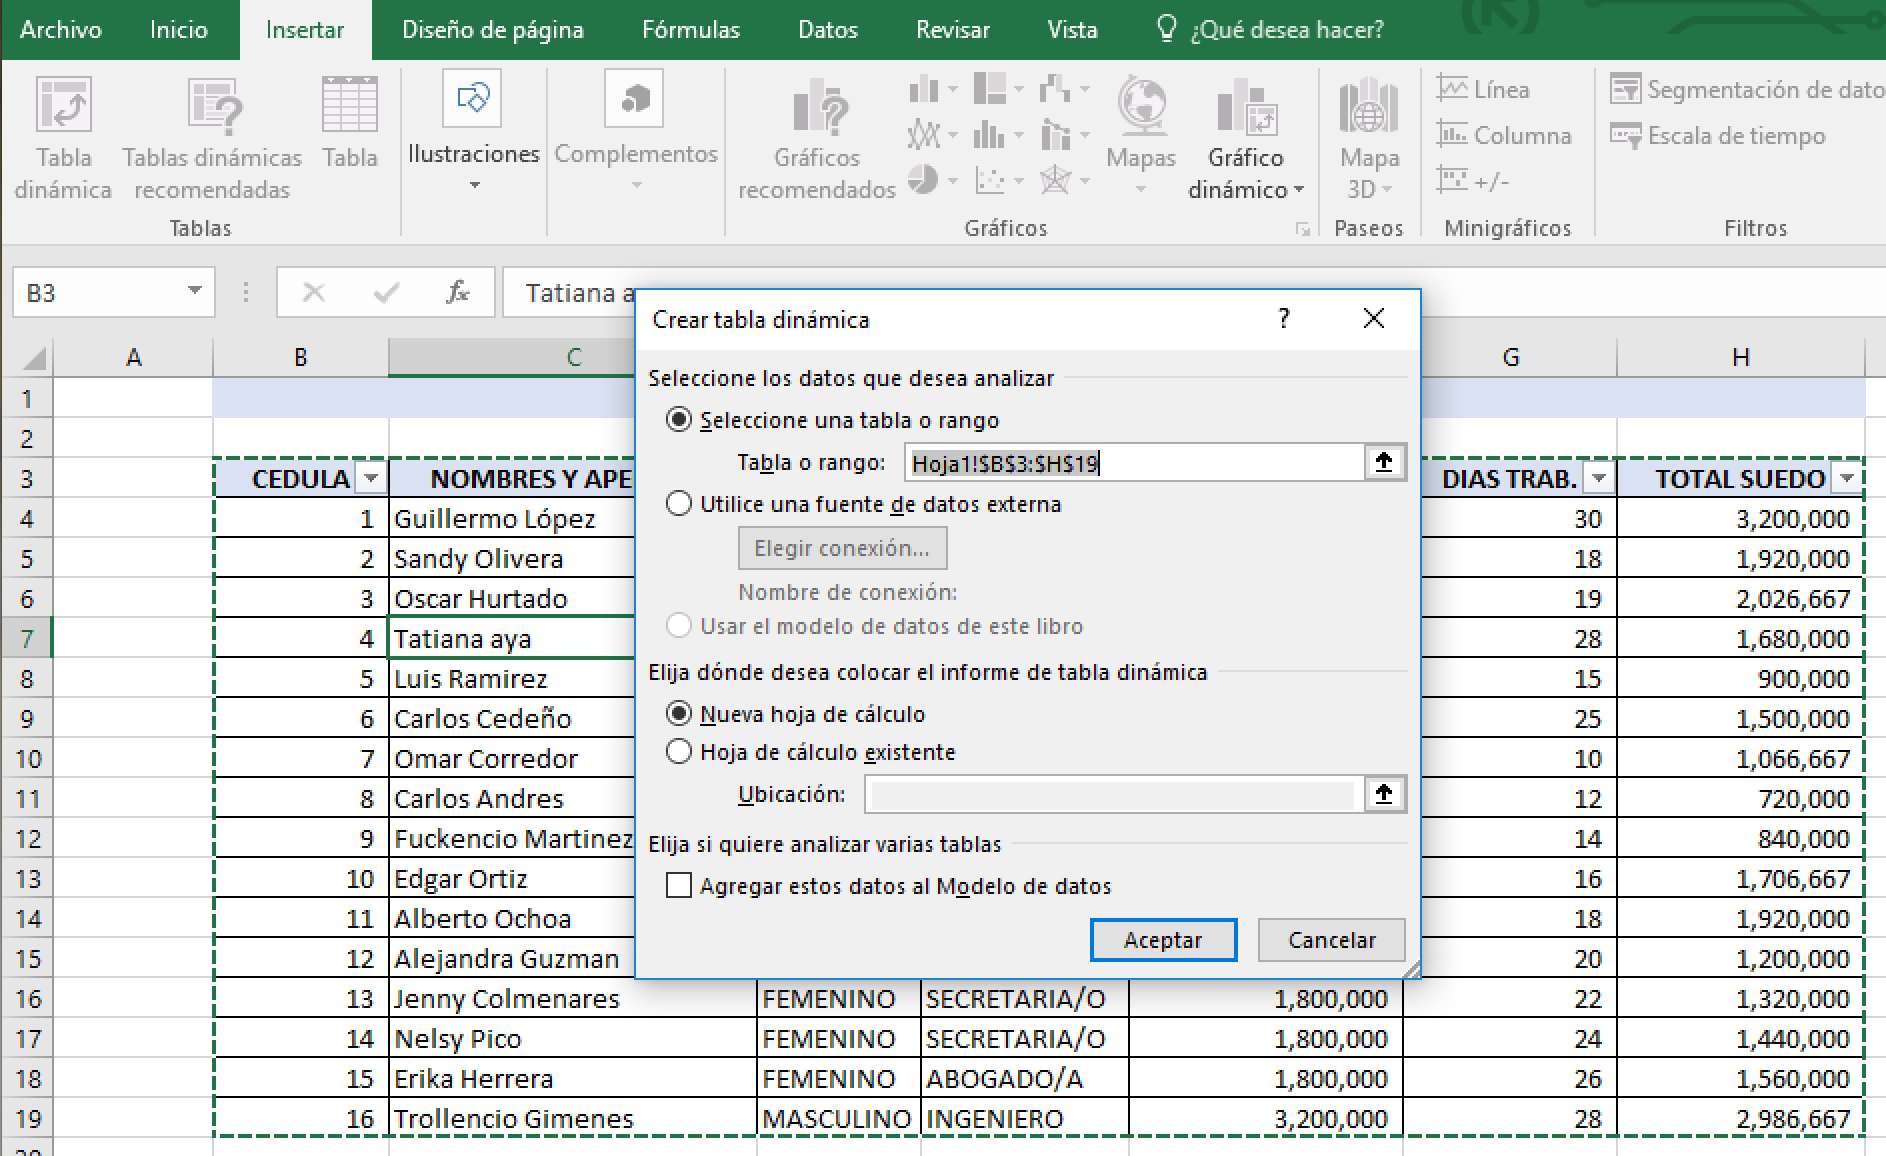 Archivo Inicio Insertar Diseño de página Fórmulas Datos Revisar Vista ¿Qué desea hacer?
Tabla dinámica
Tablas dinámicas recomendadas
Tabla
Tablas
Ilustraciones
Complementos
Gráficos recomendados
Mapas
Gráfico dinámico
Gráficos
Mapa 3D
Paseos
Línea
Columna
+/-
Minigráficos
Segmentación de dato
Escala de tiempo
Filtros
B3 fx Tatiana a
A B C G H
Crear tabla dinámica ? X
Seleccione los datos que desea analizar
Seleccione una tabla o rango
Tabla o rango: Hoja1!$B$3:$H$19
Utilice una fuente de datos externa
Elegir conexión...
Nombre de conexión:
Usar el modelo de datos de este libro
Elija dónde desea colocar el informe de tabla dinámica
Nueva hoja de cálculo
Hoja de cálculo existente
Ubicación:
Elija si quiere analizar varias tablas
Agregar estos datos al Modelo de datos
Aceptar Cancelar
1
2
3 CEDULA NOMBRES Y APE DIAS TRAB. TOTAL SUEDO
4 1 Guillermo López 30 3,200,000
5 2 Sandy Olivera 18 1,920,000
6 3 Oscar Hurtado 19 2,026,667
7 4 Tatiana aya 28 1,680,000
8 5 Luis Ramirez 15 900,000
9 6 Carlos Cedeño 25 1,500,000
10 7 Omar Corredor 10 1,066,667
11 8 Carlos Andres 12 720,000
12 9 Fuckencio Martinez 14 840,000
13 10 Edgar Ortiz 16 1,706,667
14 11 Alberto Ochoa 18 1,920,000
15 12 Alejandra Guzman 20 1,200,000
16 13 Jenny Colmenares FEMENINO SECRETARIA/O 1,800,000 22 1,320,000
17 14 Nelsy Pico FEMENINO SECRETARIA/O 1,800,000 24 1,440,000
18 15 Erika Herrera FEMENINO ABOGADO/A 1,800,000 26 1,560,000
19 16 Trollencio Gimenes MASCULINO INGENIERO 3,200,000 28 2,986,667